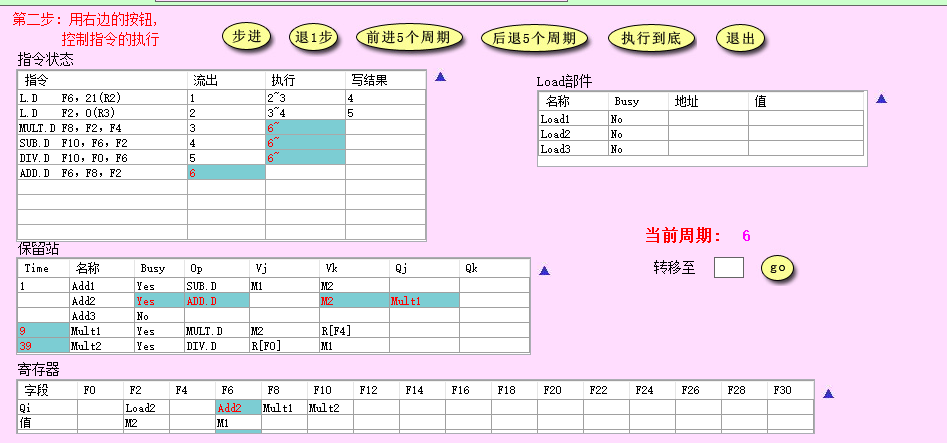 第二步：用右边的按钮，
控制指令的执行
步进 退1步 前进5个周期 后退5个周期 执行到底 退出
指令状态
指令 流出 执行 写结果
L.D F6, 21(R2) 1 2~3 4
L.D F2, 0(R3) 2 3~4 5
MULT.D F8, F2, F4 3 6~
SUB.D F10, F6, F2 4 6~
DIV.D F10, F0, F6 5 6~
ADD.D F6, F8, F2 6
Load部件
名称 Busy 地址 值
Load1 No
Load2 No
Load3 No
当前周期： 6
转移至 go
保留站
Time 名称 Busy Op Vj Vk Qj Qk
1 Add1 Yes SUB.D M1 M2
Add2 Yes ADD.D M2 Mult1
Add3 No
9 Mult1 Yes MULT.D M2 R[F4]
39 Mult2 Yes DIV.D R[F0] M1
寄存器
字段 F0 F2 F4 F6 F8 F10 F12 F14 F16 F18 F20 F22 F24 F26 F28 F30
Qi Load2 Add2 Mult1 Mult2
值 M2 M1